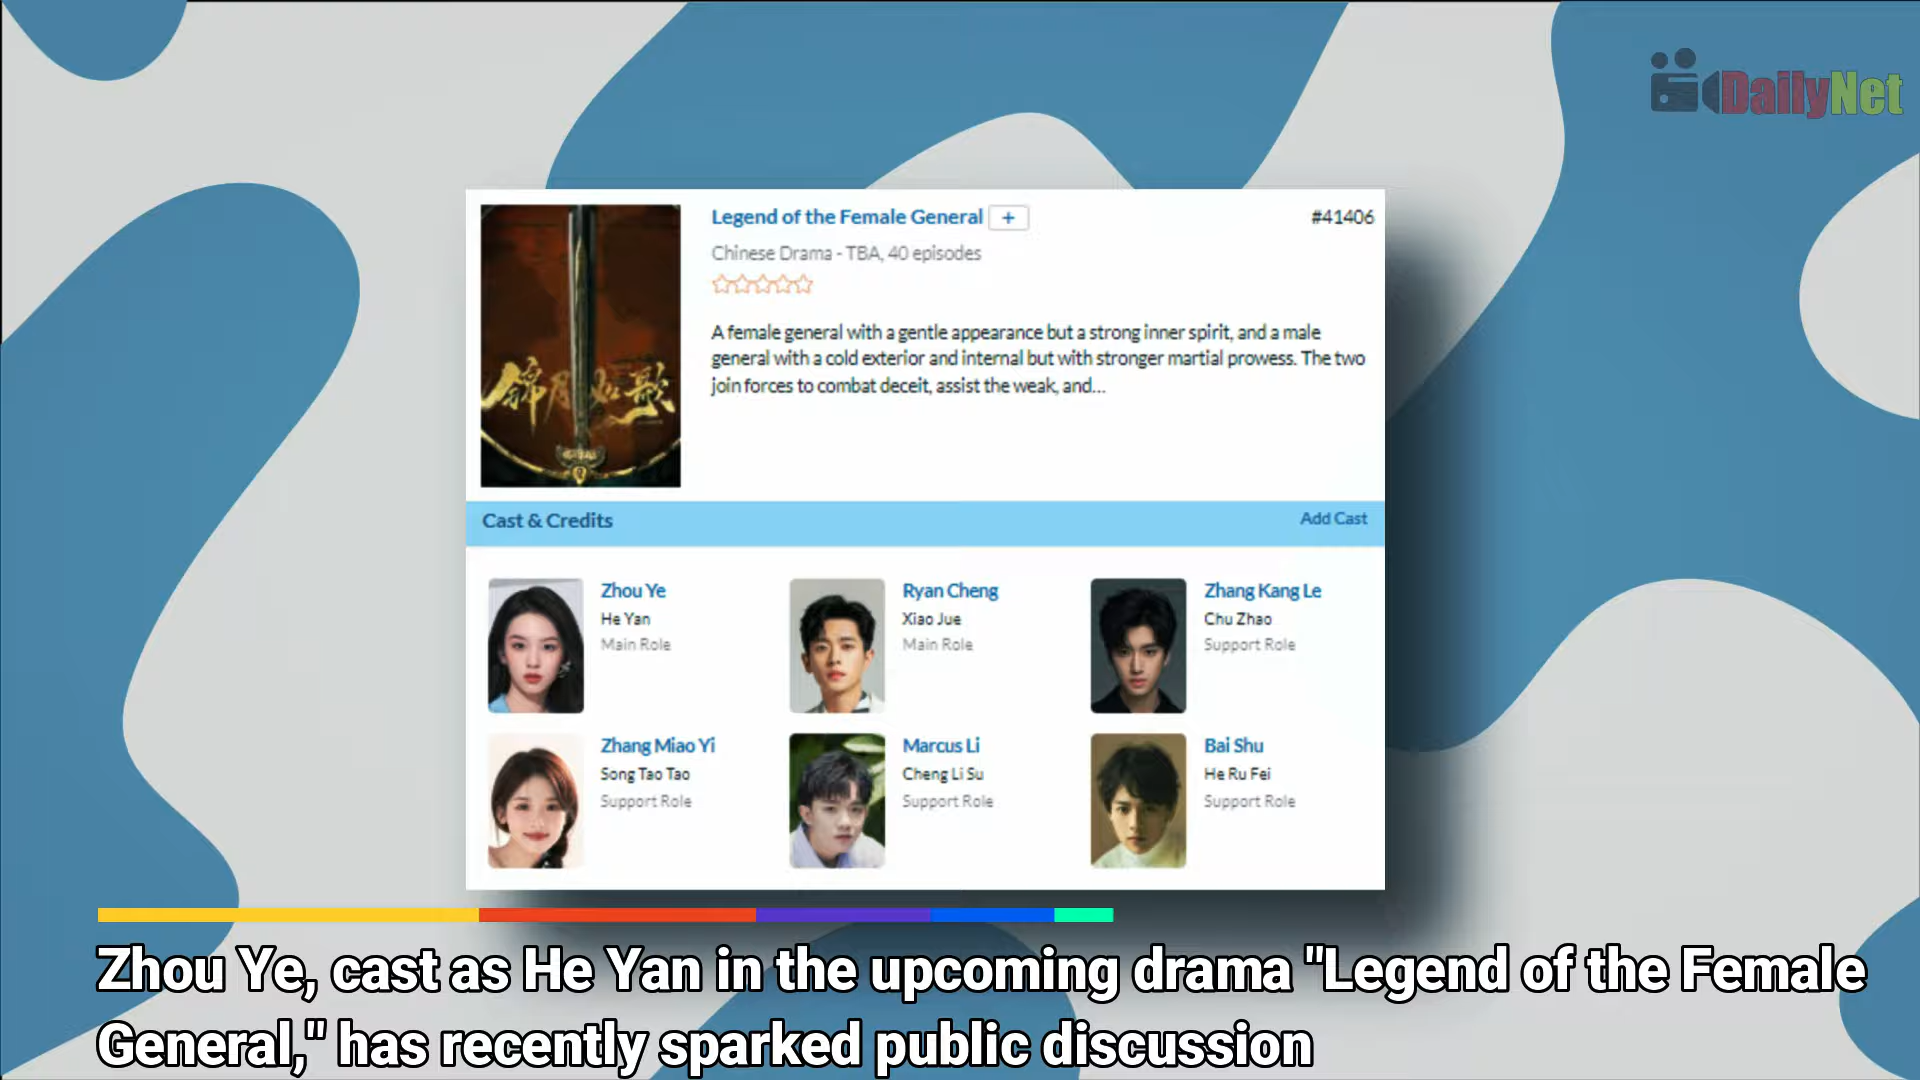 DailyNet
Legend of the Female General +
#41406
Chinese Drama - TBA, 40 episodes
A female general with a gentle appearance but a strong inner spirit, and a male
general with a cold exterior and internal but with stronger martial prowess. The two
join forces to combat deceit, assist the weak, and...
锦月如歌
Cast & Credits
Add Cast
Zhou Ye
He Yan
Main Role
Ryan Cheng
Xiao Jue
Main Role
Zhang Kang Le
Chu Zhao
Support Role
Zhang Miao Yi
Song Tao Tao
Support Role
Marcus Li
Cheng Li Su
Support Role
Bai Shu
He Ru Fei
Support Role
Zhou Ye, cast as He Yan in the upcoming drama "Legend of the Female
General," has recently sparked public discussion